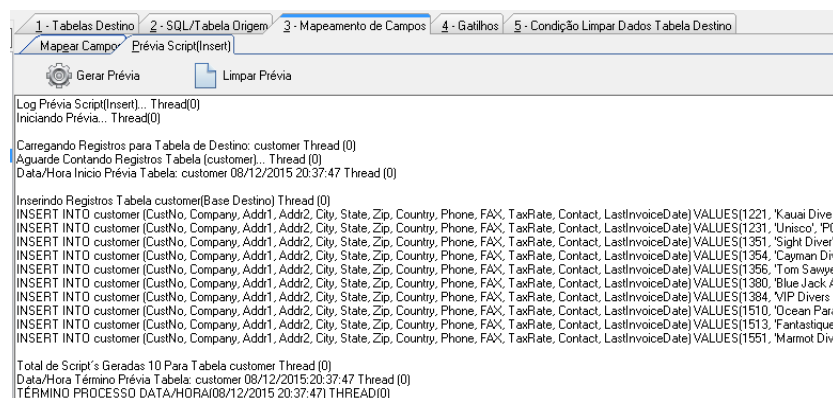 1 - Tabelas Destino 2 - SQL/Tabela Origem 3 - Mapeamento de Campos 4 - Gatilhos 5 - Condição Limpar Dados Tabela Destino
Mapear Campo Prévia Script(Insert)
Gerar Prévia Limpar Prévia
Log Prévia Script(Insert)... Thread(0)
Iniciando Prévia... Thread(0)
Carregando Registros para Tabela de Destino: customer Thread (0)
Aguarde Contando Registros Tabela (customer)... Thread (0)
Data/Hora Inicio Prévia Tabela: customer 08/12/2015 20:37:47 Thread (0)
Inserindo Registros Tabela customer(Base Destino) Thread (0)
INSERT INTO customer (CustNo, Company, Addr1, Addr2, City, State, Zip, Country, Phone, FAX, TaxRate, Contact, LastInvoiceDate) VALUES(1221, 'Kauai Dive
INSERT INTO customer (CustNo, Company, Addr1, Addr2, City, State, Zip, Country, Phone, FAX, TaxRate, Contact, LastInvoiceDate) VALUES(1231, 'Unisco', 'PO
INSERT INTO customer (CustNo, Company, Addr1, Addr2, City, State, Zip, Country, Phone, FAX, TaxRate, Contact, LastInvoiceDate) VALUES(1351, 'Sight Diver'
INSERT INTO customer (CustNo, Company, Addr1, Addr2, City, State, Zip, Country, Phone, FAX, TaxRate, Contact, LastInvoiceDate) VALUES(1354, 'Cayman Div
INSERT INTO customer (CustNo, Company, Addr1, Addr2, City, State, Zip, Country, Phone, FAX, TaxRate, Contact, LastInvoiceDate) VALUES(1356, 'Tom Sawye
INSERT INTO customer (CustNo, Company, Addr1, Addr2, City, State, Zip, Country, Phone, FAX, TaxRate, Contact, LastInvoiceDate) VALUES(1380, 'Blue Jack A
INSERT INTO customer (CustNo, Company, Addr1, Addr2, City, State, Zip, Country, Phone, FAX, TaxRate, Contact, LastInvoiceDate) VALUES(1384, 'VIP Divers
INSERT INTO customer (CustNo, Company, Addr1, Addr2, City, State, Zip, Country, Phone, FAX, TaxRate, Contact, LastInvoiceDate) VALUES(1510, 'Ocean Para
INSERT INTO customer (CustNo, Company, Addr1, Addr2, City, State, Zip, Country, Phone, FAX, TaxRate, Contact, LastInvoiceDate) VALUES(1513, 'Fantastique
INSERT INTO customer (CustNo, Company, Addr1, Addr2, City, State, Zip, Country, Phone, FAX, TaxRate, Contact, LastInvoiceDate) VALUES(1551, 'Marmot Div
Total de Script´s Geradas 10 Para Tabela customer Thread (0)
Data/Hora Término Prévia Tabela: customer 08/12/2015:20:37:47 Thread (0)
TÉRMINO PROCESSO DATA/HORA(08/12/2015 20:37:47) THREAD(0)